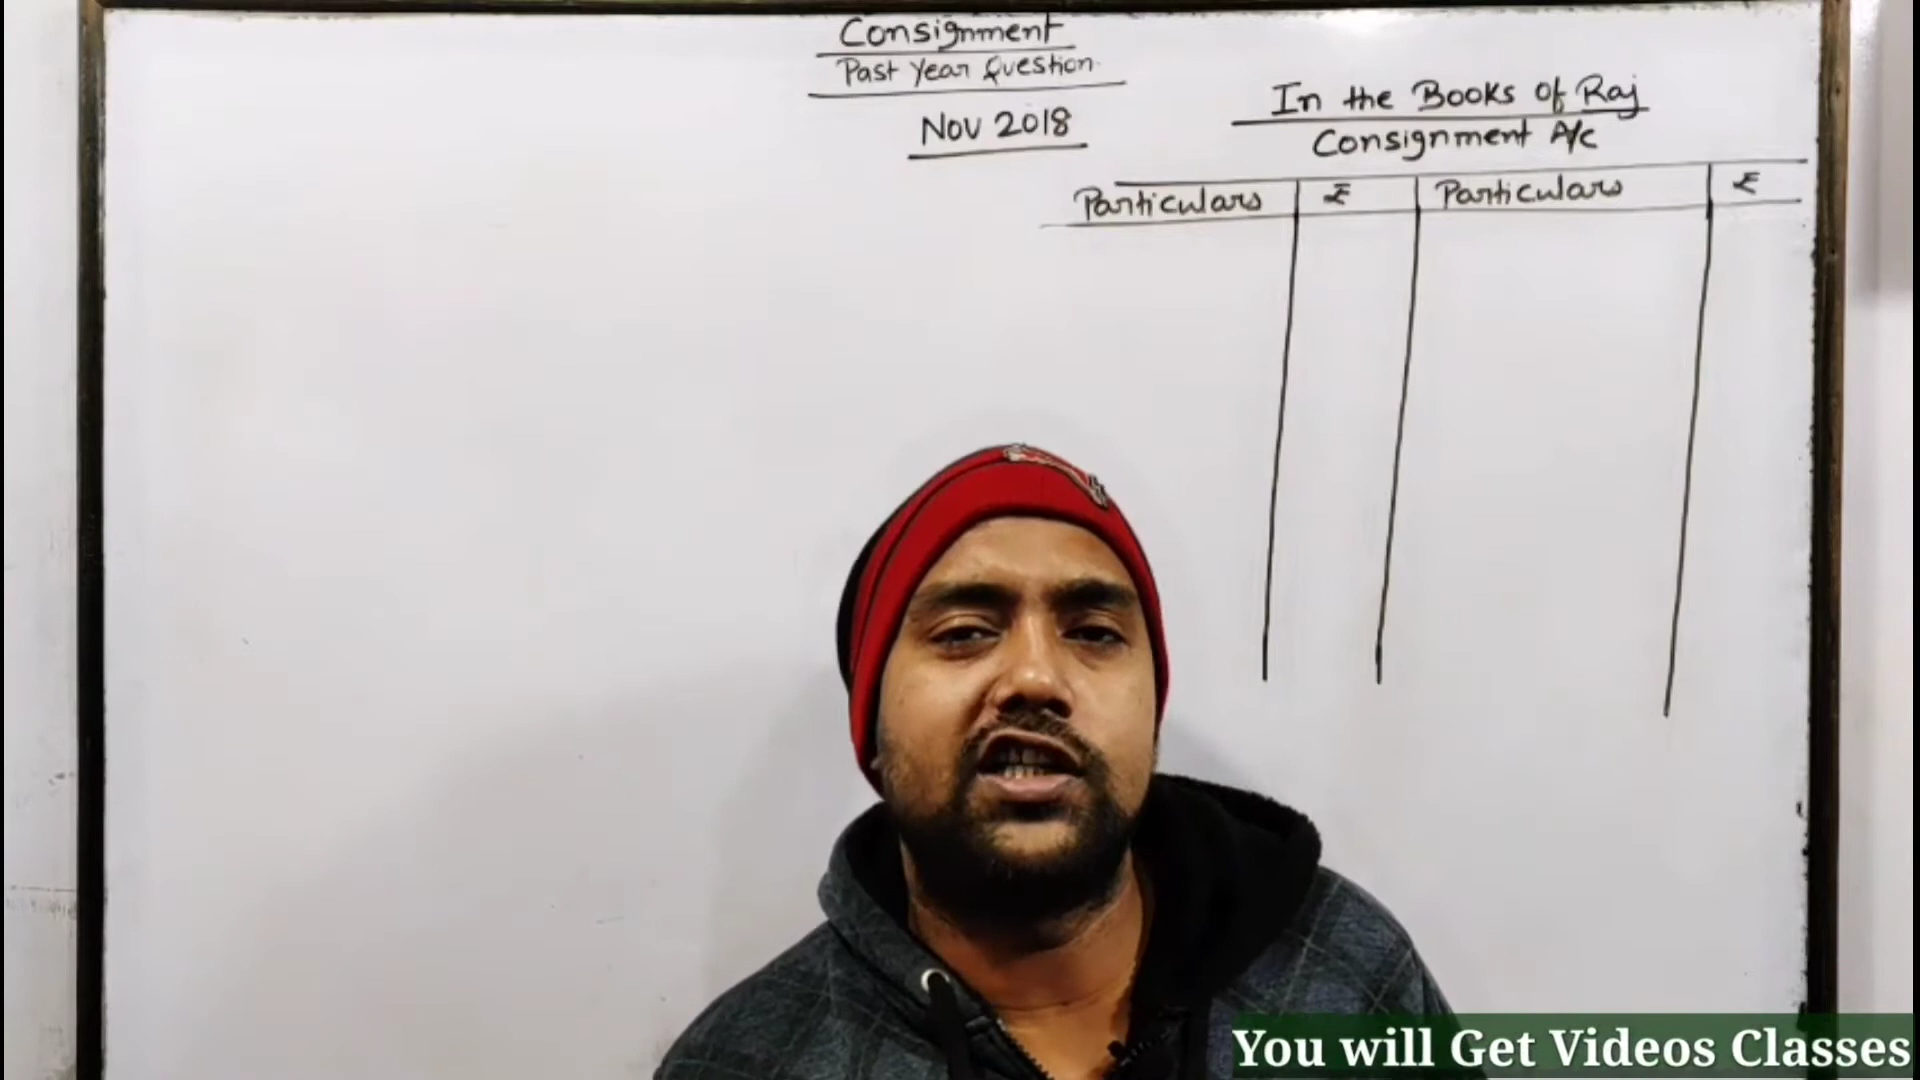 Consignment
Past Year Question
Nov 2018
In the Books of Raj
Consignment A/c
Particulars ₹ Particulars ₹
You will Get Videos Classes